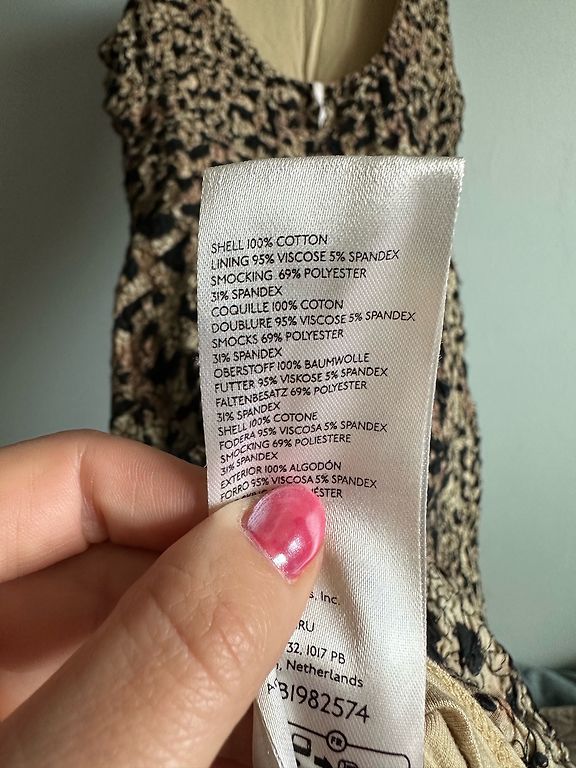 SHELL 100% COTTON
LINING 95% VISCOSE 5% SPANDEX
SMOCKING 69% POLYESTER
31% SPANDEX
COQUILLE 100% COTON
DOUBLURE 95% VISCOSE 5% SPANDEX
SMOCKS 69% POLYESTER
31% SPANDEX
OBERSTOFF 100% BAUMWOLLE
FUTTER 95% VISKOSE 5% SPANDEX
FALTENBESATZ 69% POLYESTER
31% SPANDEX
SHELL 100% COTONE
FODERA 95% VISCOSA 5% SPANDEX
SMOCKING 69% POLIESTERE
31% SPANDEX
EXTERIOR 100% ALGODÓN
FORRO 95% VISCOSA 5% SPANDEX
Inc.
32, 1017 PB
Netherlands
B1982574
FR